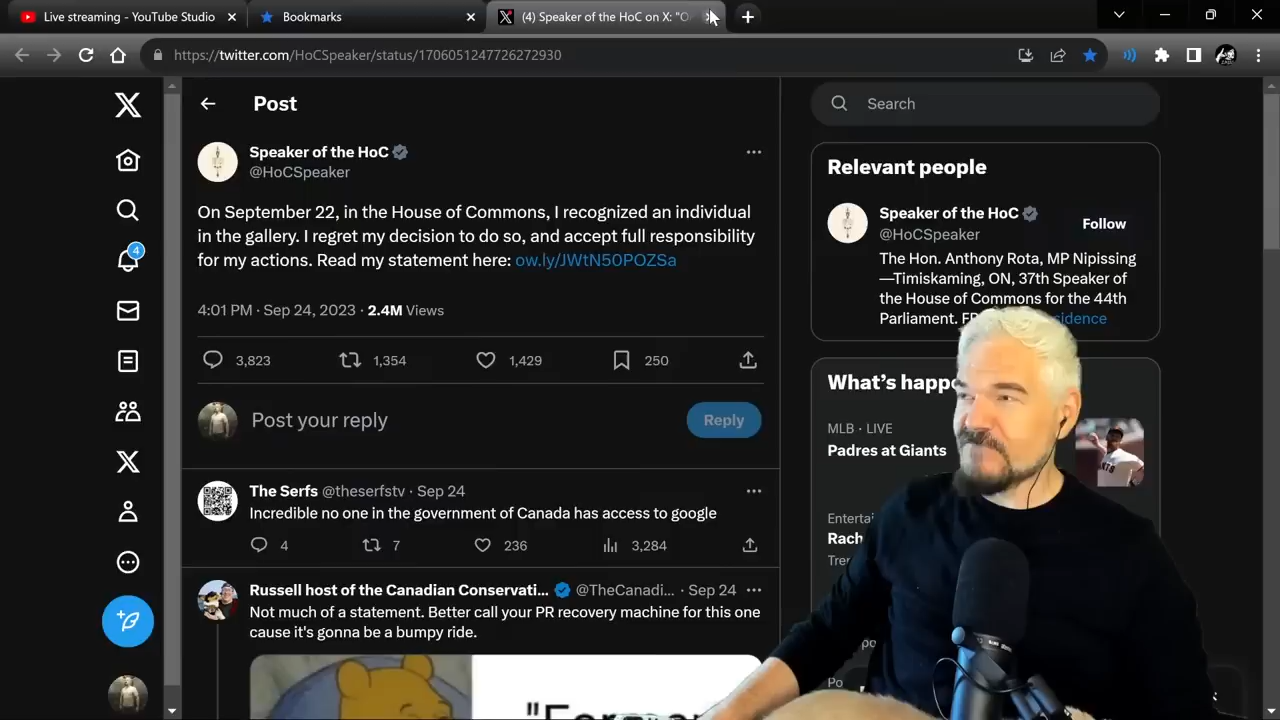 Live streaming - YouTube Studio
Bookmarks
(4) Speaker of the HoC on X: "O
https://twitter.com/HoCSpeaker/status/1706051247726272930
Post
Speaker of the HoC
@HoCSpeaker
On September 22, in the House of Commons, I recognized an individual
in the gallery. I regret my decision to do so, and accept full responsibility
for my actions. Read my statement here: ow.ly/JWtN50POZSa
4:01 PM · Sep 24, 2023 · 2.4M Views
3,823 1,354 1,429 250
Post your reply
Reply
The Serfs @theserfstv · Sep 24
Incredible no one in the government of Canada has access to google
4 7 236 3,284
Russell host of the Canadian Conservati... @TheCanadi... · Sep 24
Not much of a statement. Better call your PR recovery machine for this one
cause it's gonna be a bumpy ride.
4
Search
Relevant people
Speaker of the HoC
@HoCSpeaker
Follow
The Hon. Anthony Rota, MP Nipissing
—Timiskaming, ON, 37th Speaker of
the House of Commons for the 44th
Parliament.
What's happ
MLB · LIVE
Padres at Giants
Enterta
Rach
Tre
Po